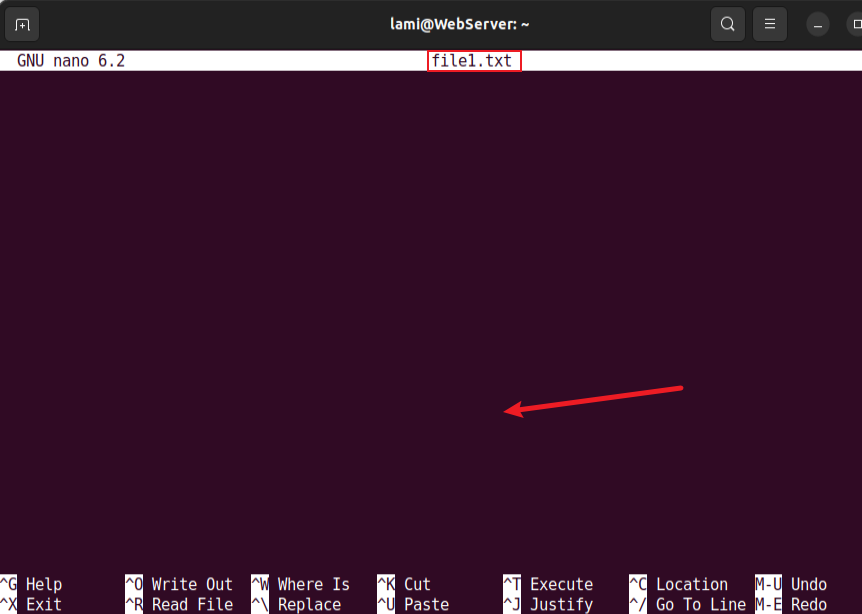 lami@WebServer: ~
GNU nano 6.2 file1.txt
^G Help ^O Write Out ^W Where Is ^K Cut ^T Execute ^C Location M-U Undo
^X Exit ^R Read File ^\ Replace ^U Paste ^J Justify ^/ Go To Line M-E Redo